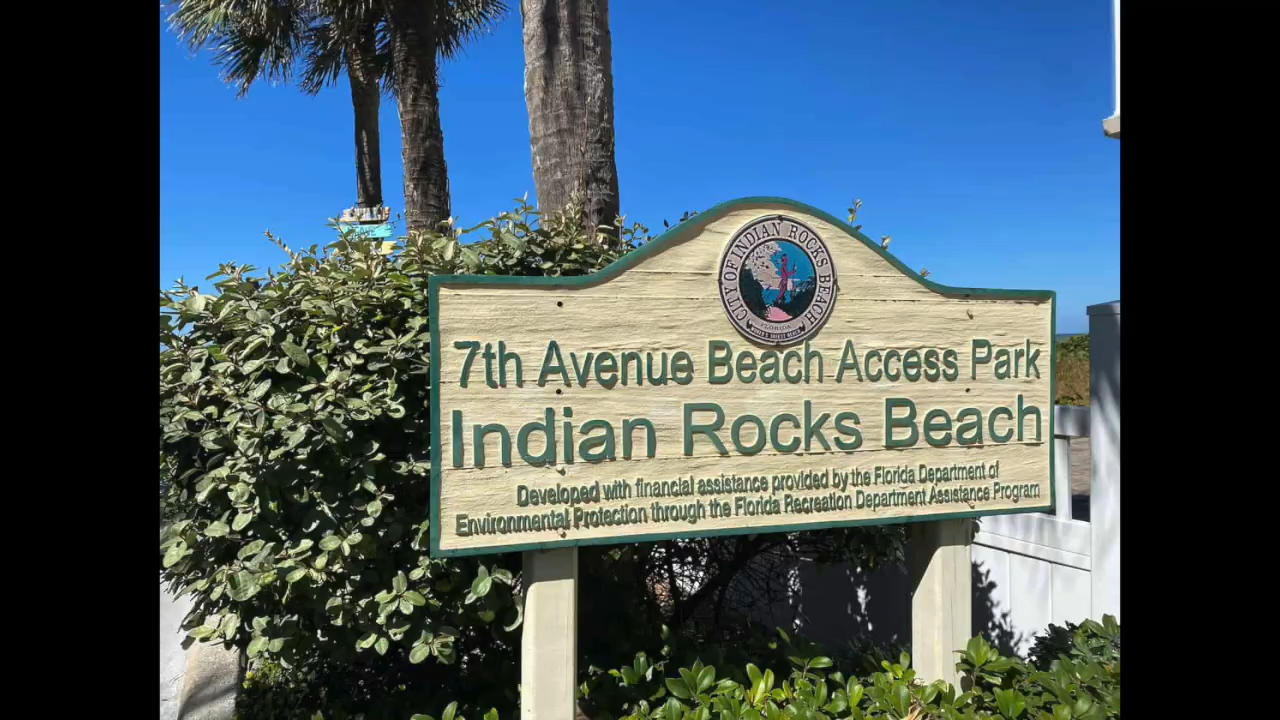 CITY OF INDIAN ROCKS BEACH
FLORIDA
7th Avenue Beach Access Park
Indian Rocks Beach
Developed with financial assistance provided by the Florida Department of
Environmental Protection through the Florida Recreation Department Assistance Program